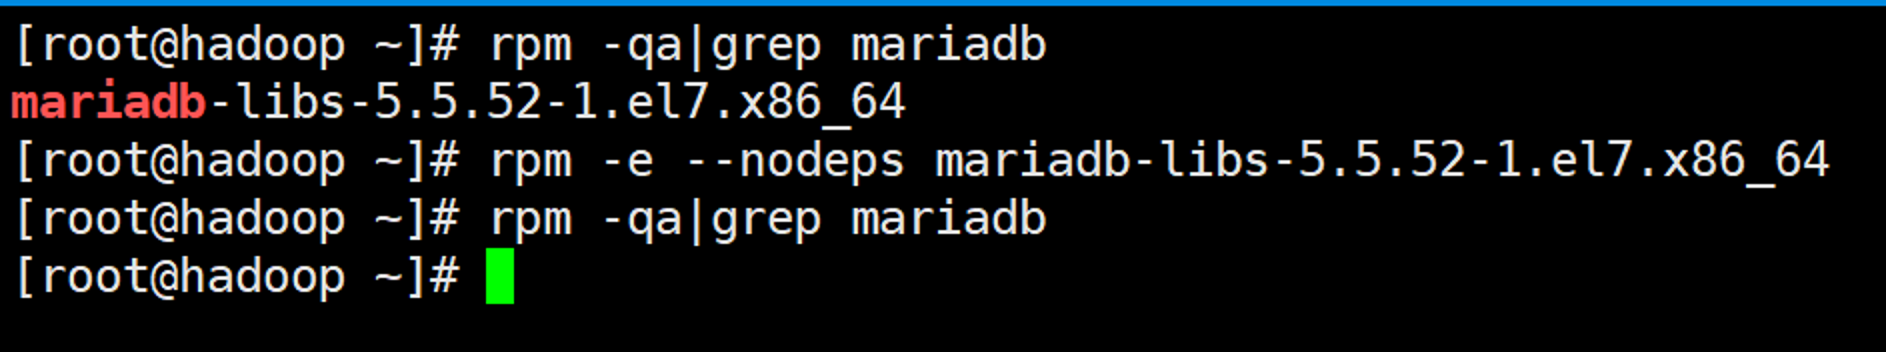 [root@hadoop ~]# rpm -qa|grep mariadb
mariadb-libs-5.5.52-1.el7.x86_64
[root@hadoop ~]# rpm -e --nodeps mariadb-libs-5.5.52-1.el7.x86_64
[root@hadoop ~]# rpm -qa|grep mariadb
[root@hadoop ~]#